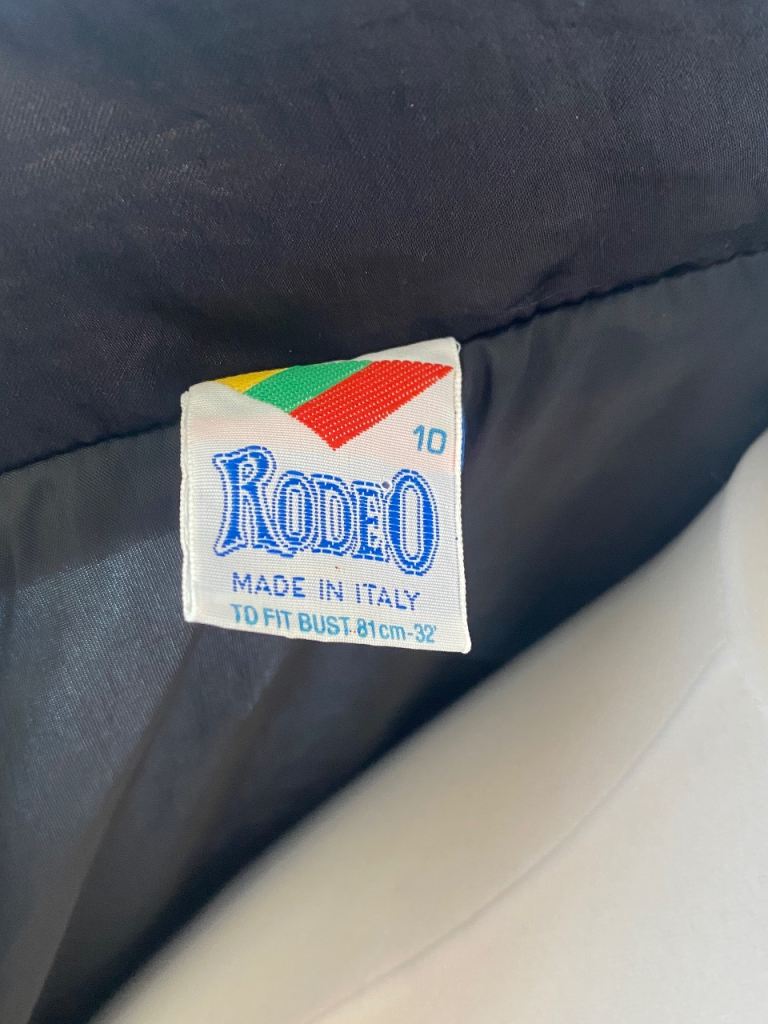 10
RODEO
MADE IN ITALY
TO FIT BUST 81cm-32"